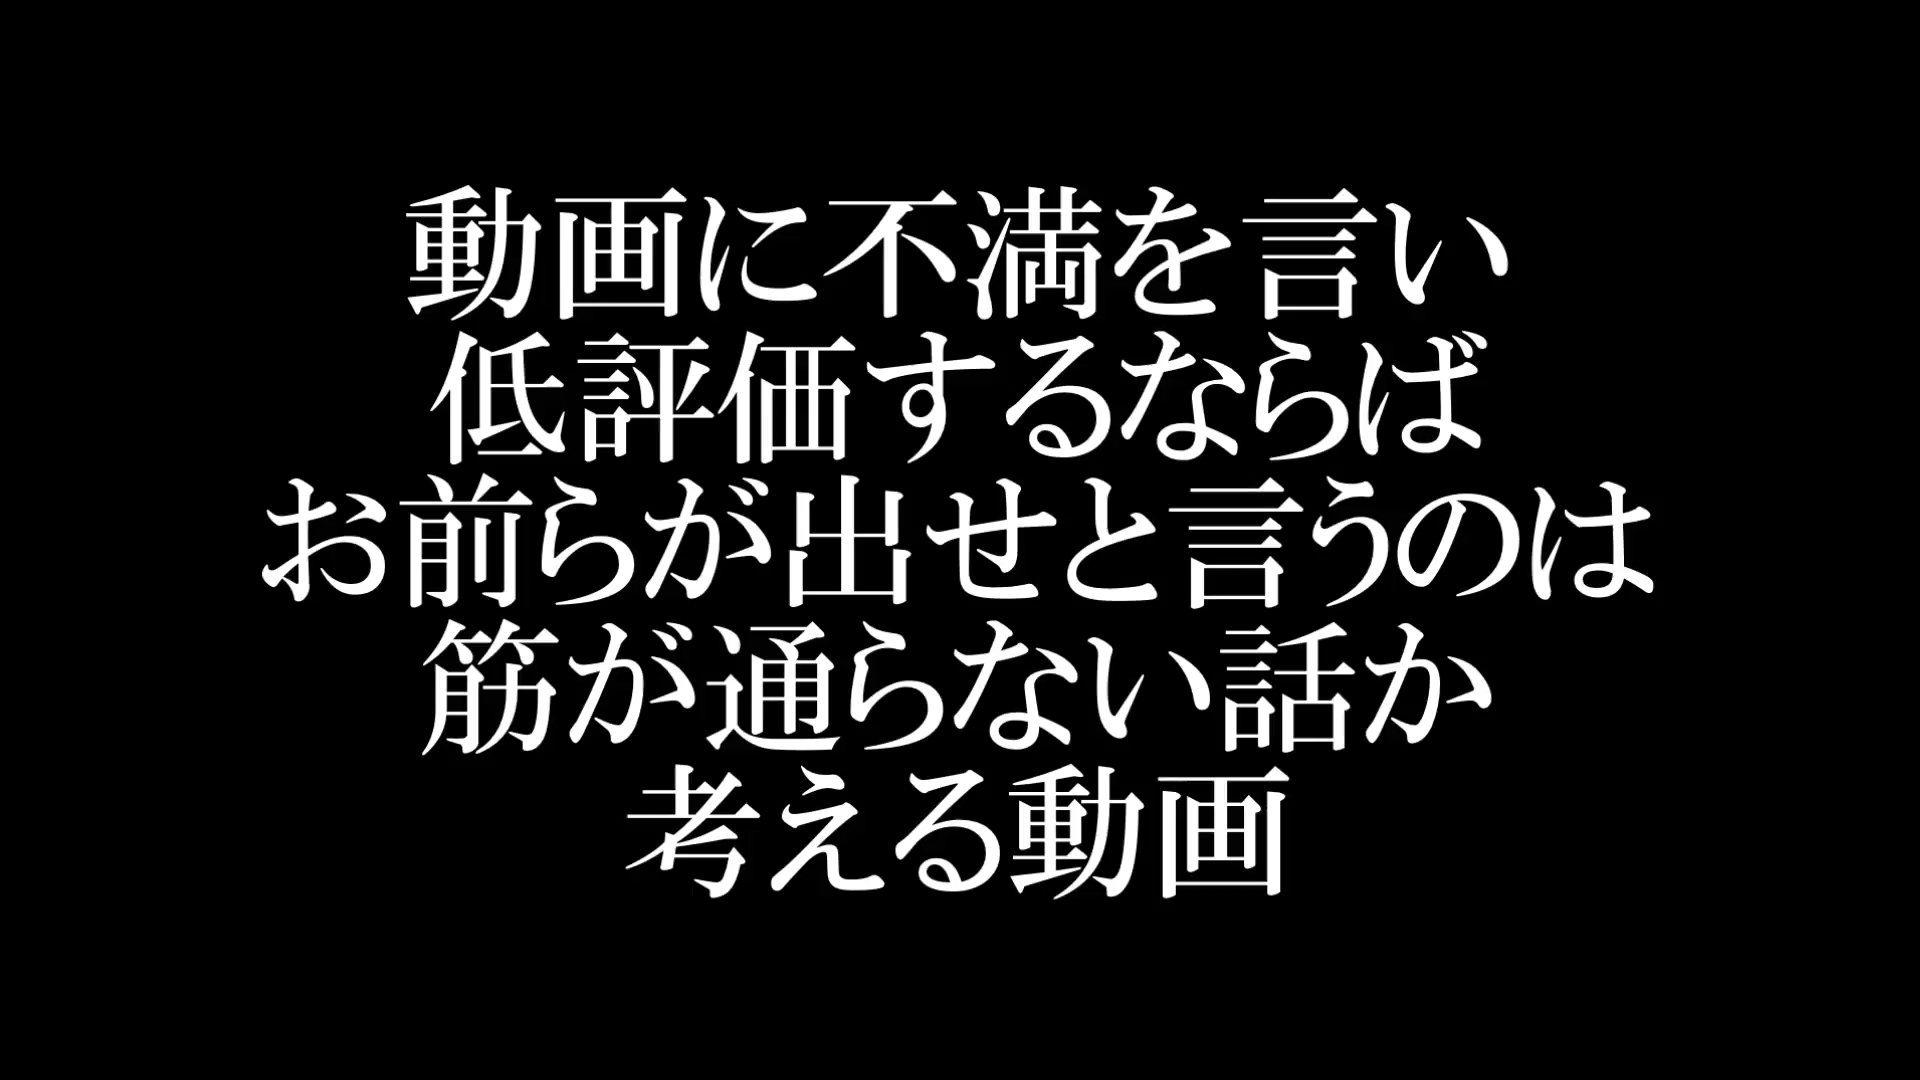 動画に不満を言い
低評価するならば
お前らが出せと言うのは
筋が通らない話か
考える動画